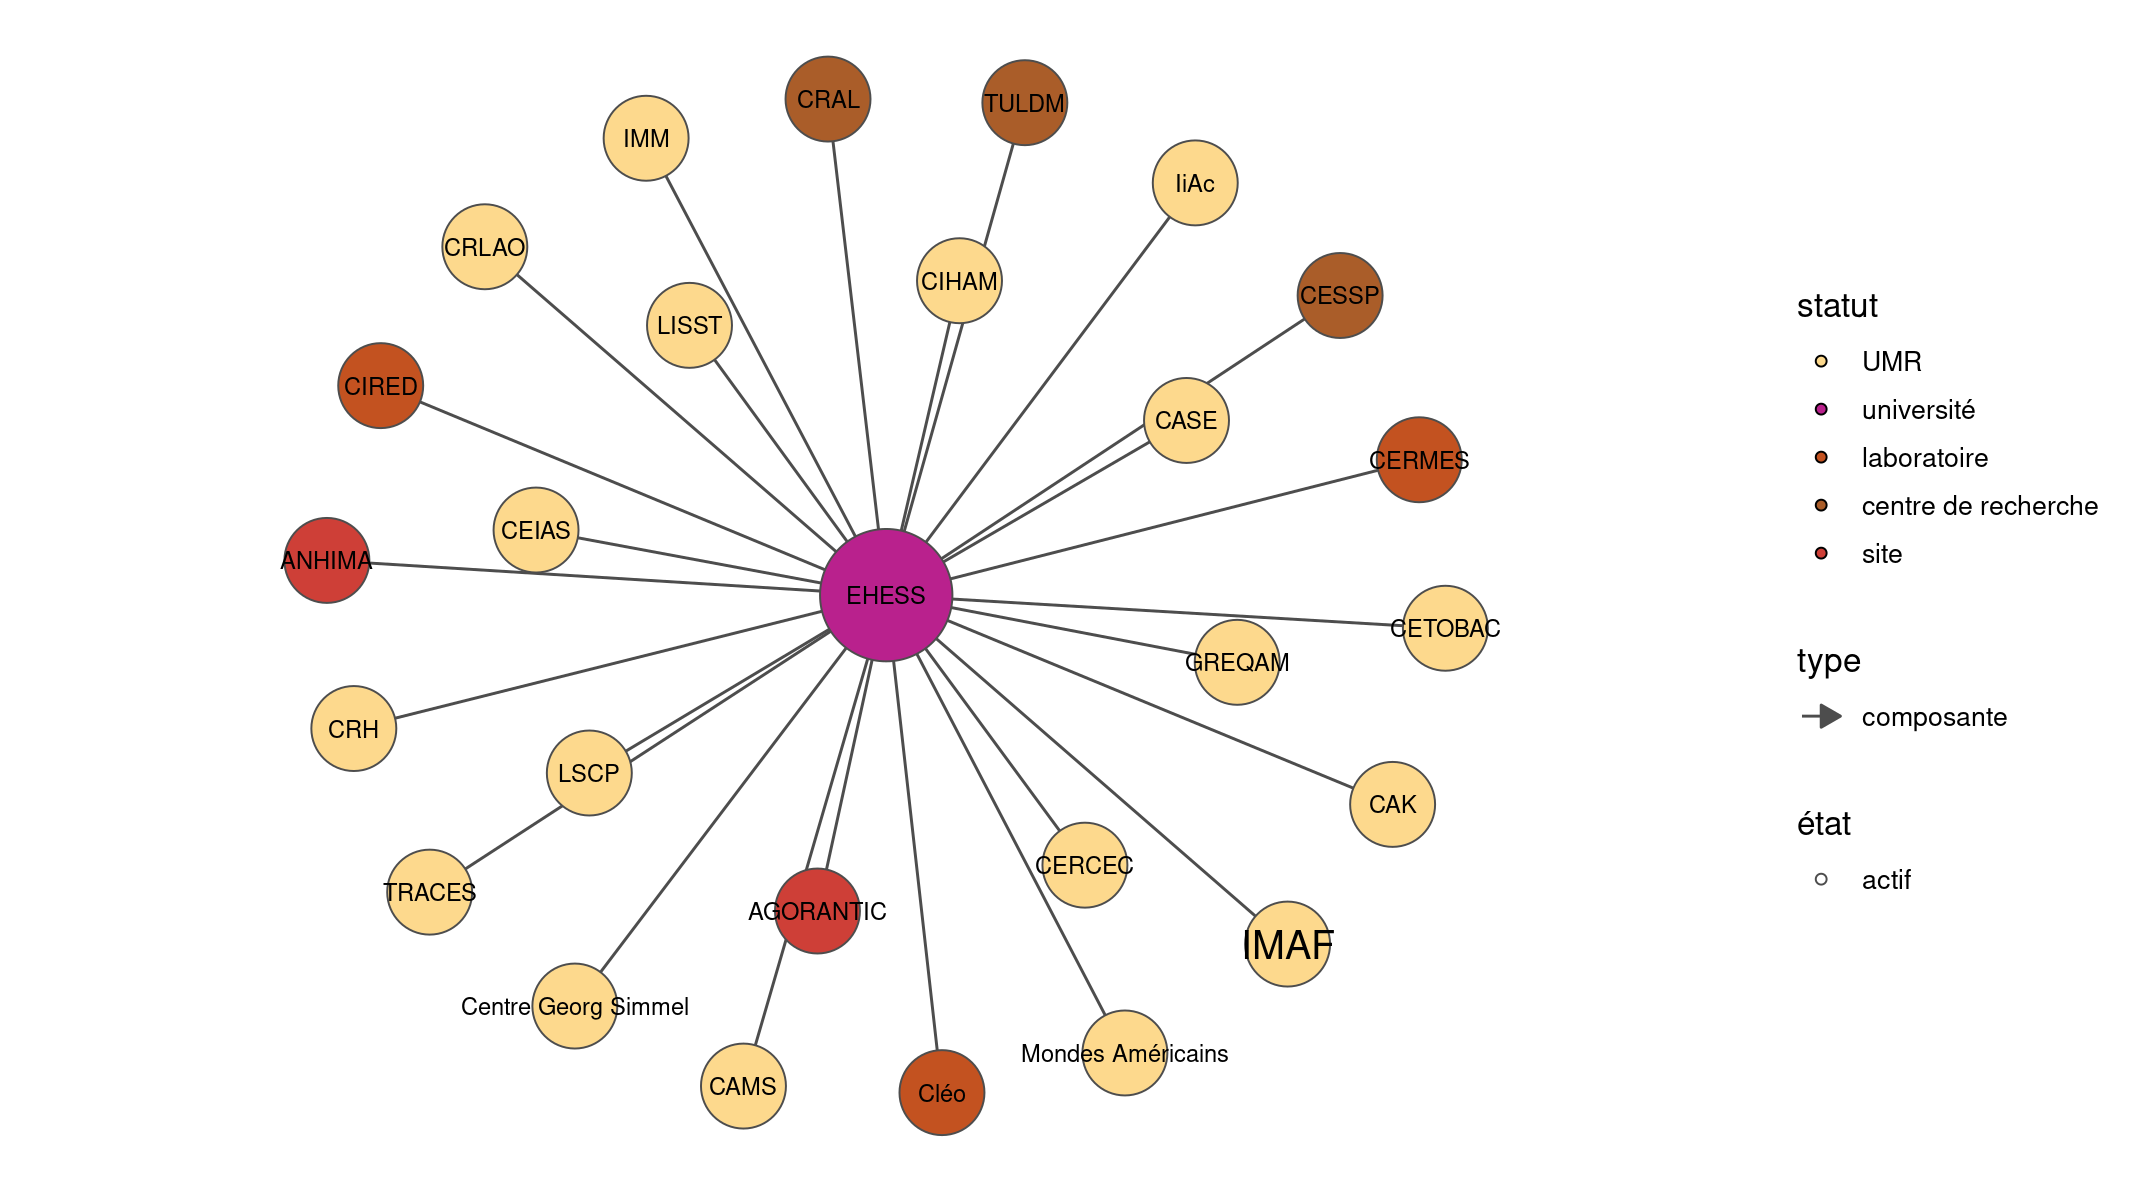 CRAL
TULDM
IMM
IiAc
CRLAO
CIHAM
CESSP
LISST
CIRED
CASE
CERMES
CEIAS
ANHIMA
EHESS
CETOBAC
GREQAM
CRH
LSCP
CAK
CERCEC
TRACES
AGORANTIC
IMAF
Centre Georg Simmel
Mondes Américains
CAMS
Cléo
statut
UMR
université
laboratoire
centre de recherche
site
type
composante
état
actif